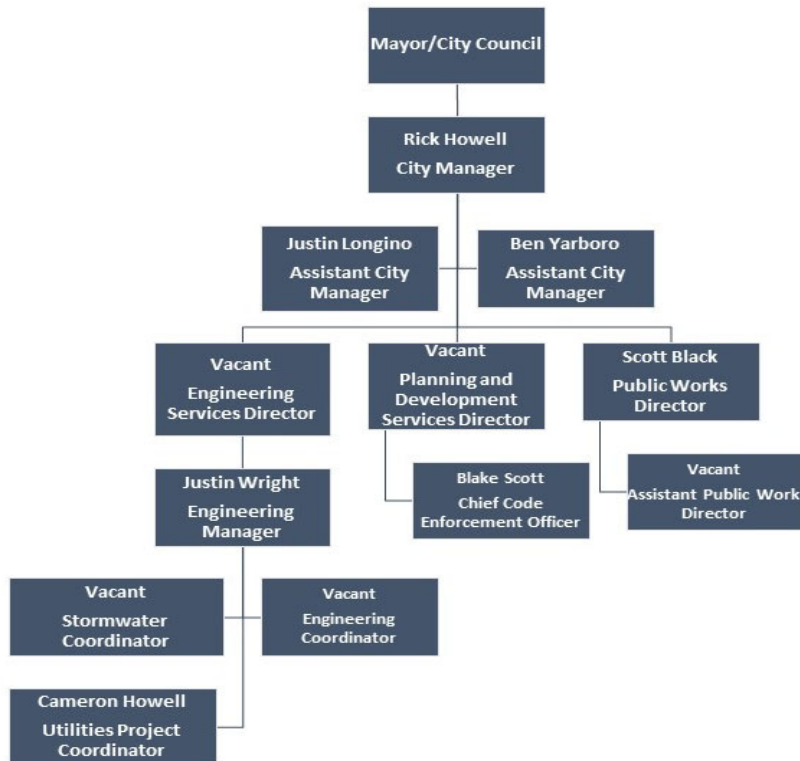 Mayor/City Council
Rick Howell
City Manager
Justin Longino
Assistant City
Manager
Ben Yarboro
Assistant City
Manager
Vacant
Engineering
Services Director
Vacant
Planning and
Development
Services Director
Scott Black
Public Works
Director
Justin Wright
Engineering
Manager
Blake Scott
Chief Code
Enforcement Officer
Vacant
Assistant Public Work
Director
Vacant
Stormwater
Coordinator
Vacant
Engineering
Coordinator
Cameron Howell
Utilities Project
Coordinator